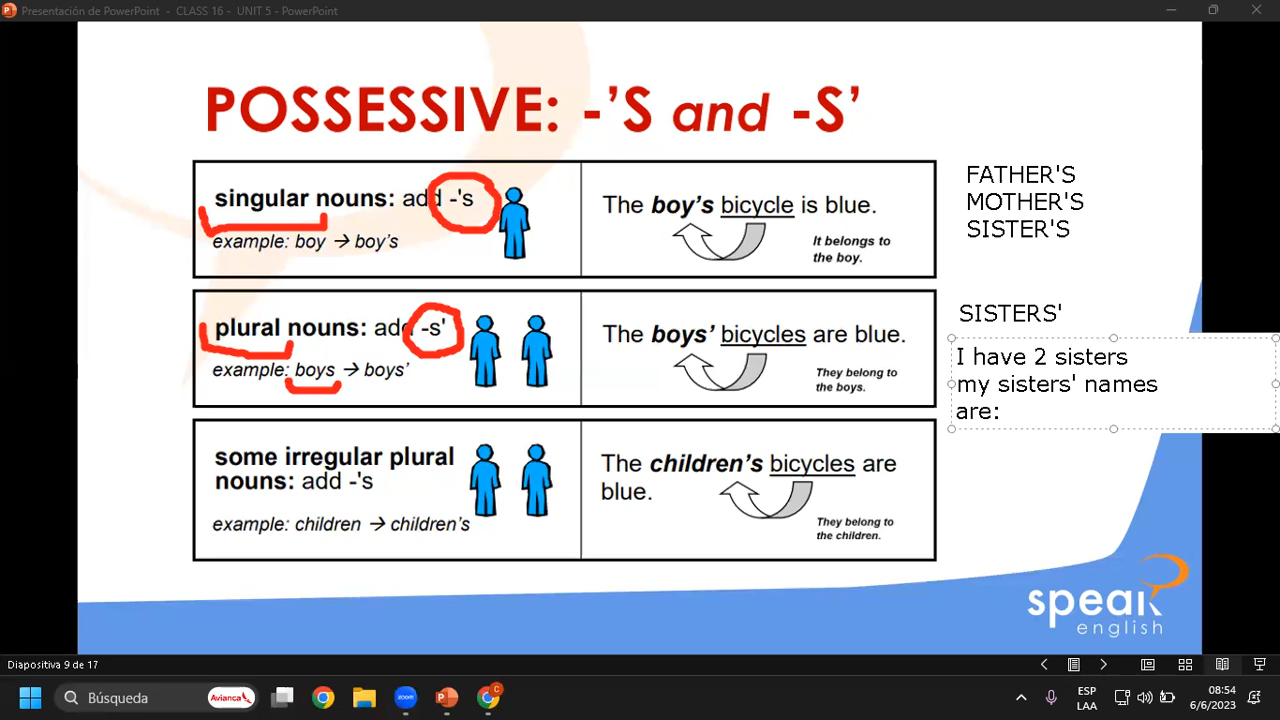 Presentación de PowerPoint - CLASS 16 - UNIT 5 - PowerPoint
POSSESSIVE: -'S and -S'
singular nouns: add -'s
example: boy → boy's
The boy's bicycle is blue.
It belongs to
the boy.
FATHER'S
MOTHER'S
SISTER'S
plural nouns: add -s'
example: boys → boys'
The boys' bicycles are blue.
They belong to
the boys.
SISTERS'
I have 2 sisters
my sisters' names
are:
some irregular plural
nouns: add -'s
example: children → children's
The children's bicycles are
blue.
They belong to
the children.
speak
english
Diapositiva 9 de 17
Búsqueda
Avianca
zoom
C
ESP
LAA
08:54
6/6/2023